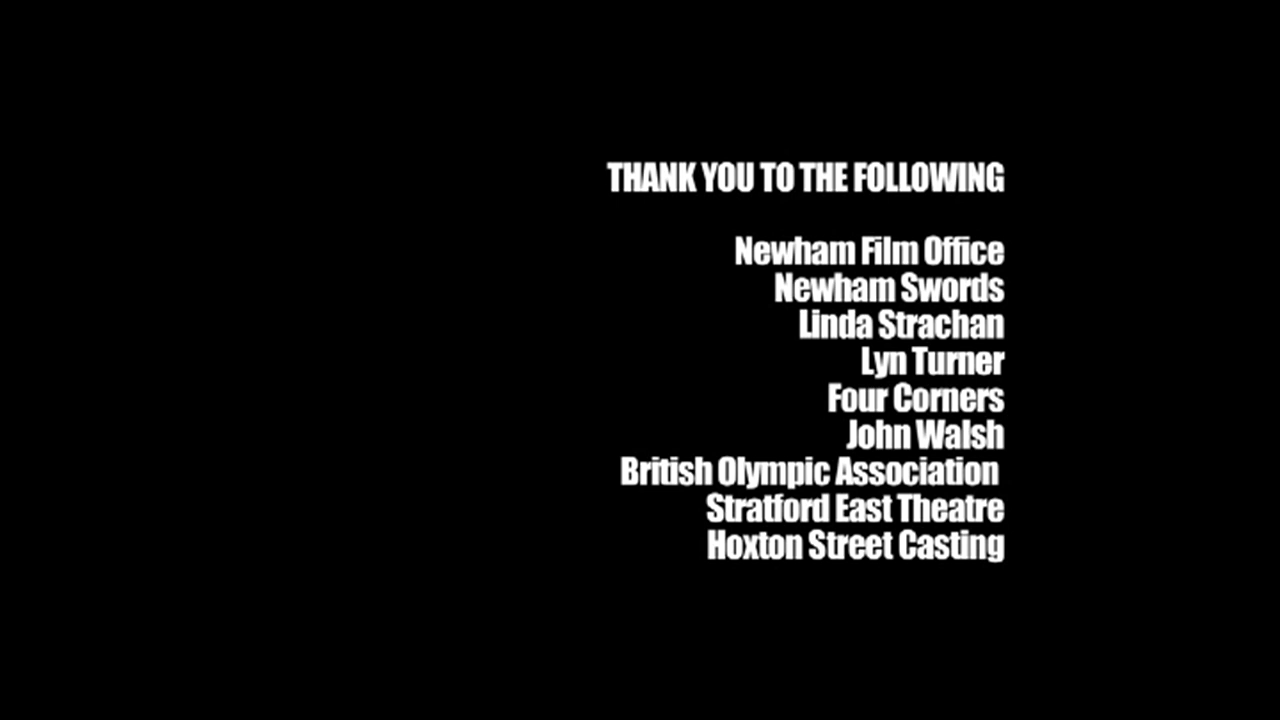 THANK YOU TO THE FOLLOWING
Newham Film Office
Newham Swords
Linda Strachan
Lyn Turner
Four Corners
John Walsh
British Olympic Association
Stratford East Theatre
Hoxton Street Casting